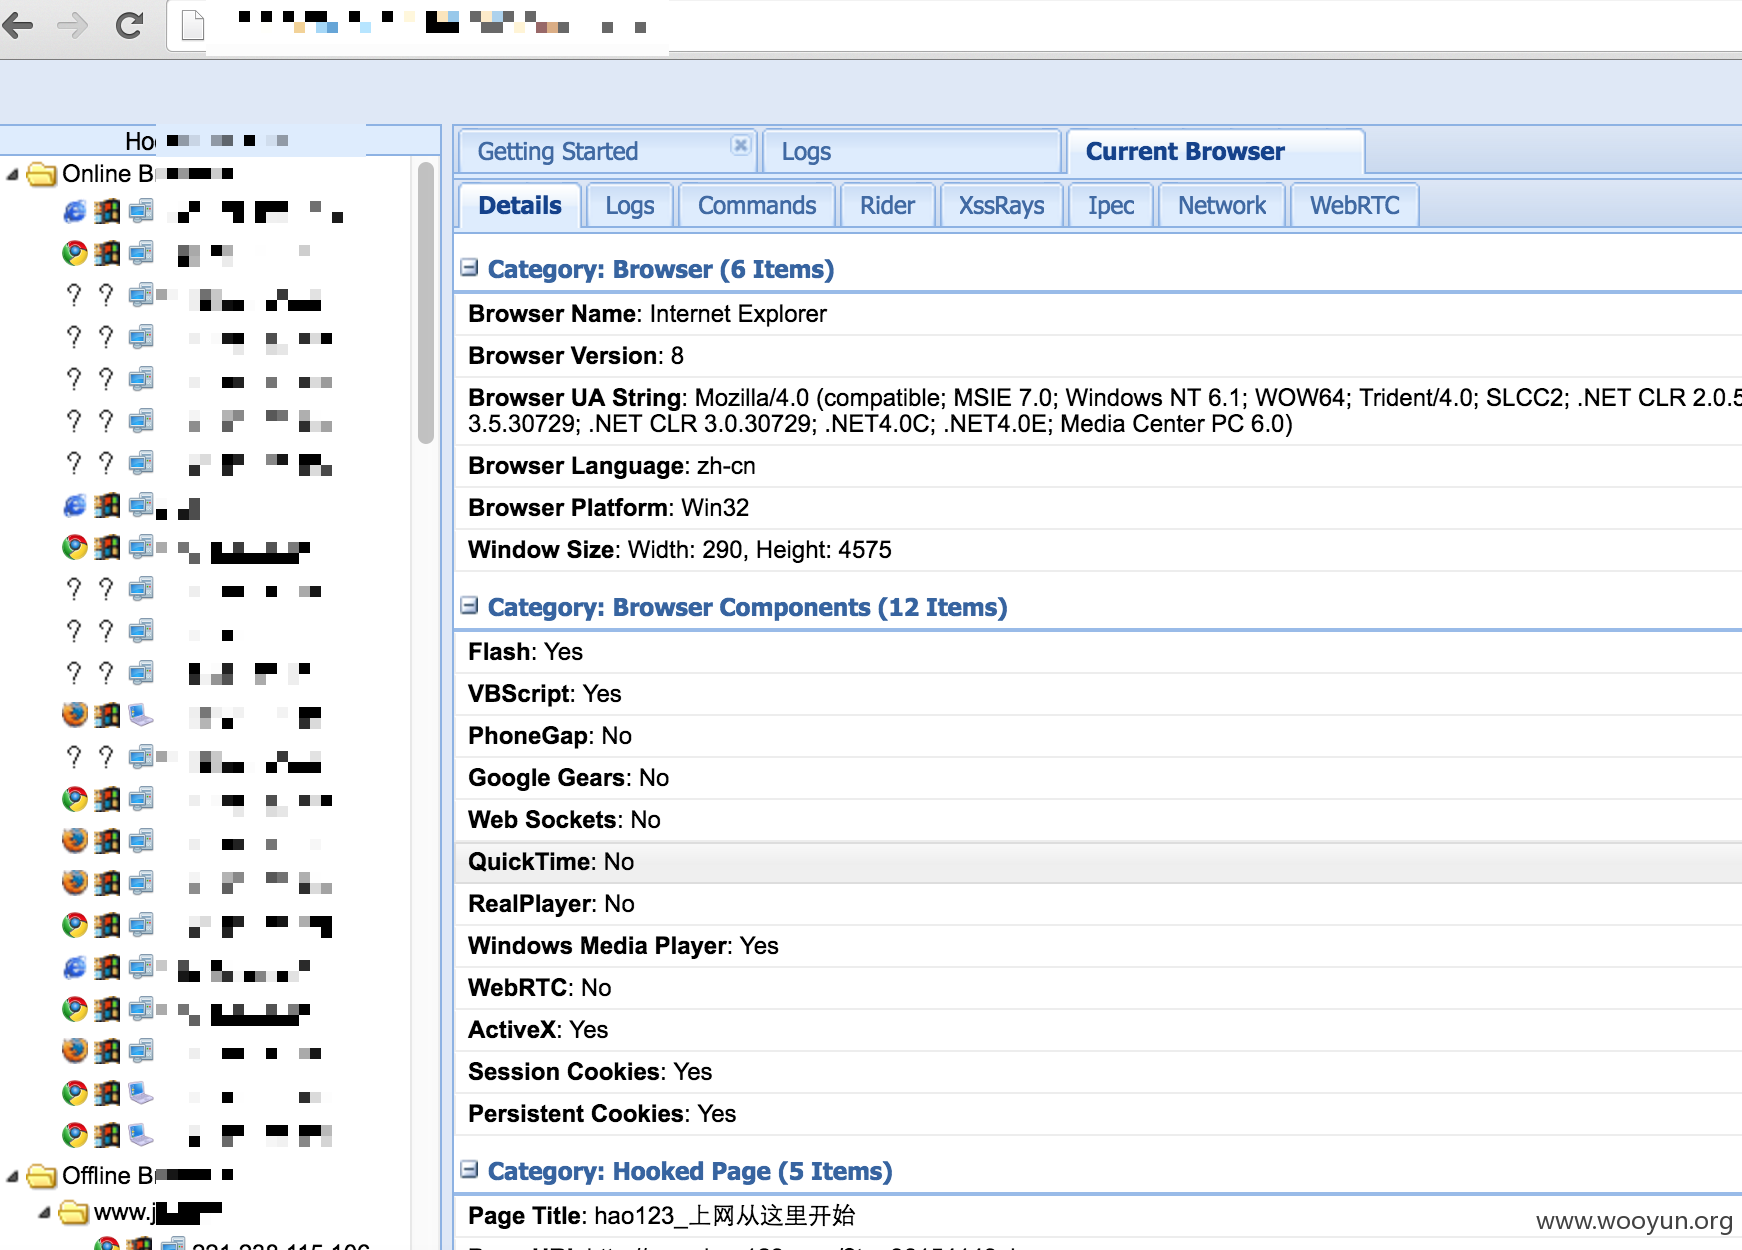 Getting Started
Logs
Current Browser
Details
Logs
Commands
Rider
XssRays
Ipec
Network
WebRTC
Online
? ?
? ?
? ?
? ?
? ?
? ?
? ?
? ?
? ?
Offline
www.j
Category: Browser (6 Items)
Browser Name: Internet Explorer
Browser Version: 8
Browser UA String: Mozilla/4.0 (compatible; MSIE 7.0; Windows NT 6.1; WOW64; Trident/4.0; SLCC2; .NET CLR 2.0.5
3.5.30729; .NET CLR 3.0.30729; .NET4.0C; .NET4.0E; Media Center PC 6.0)
Browser Language: zh-cn
Browser Platform: Win32
Window Size: Width: 290, Height: 4575
Category: Browser Components (12 Items)
Flash: Yes
VBScript: Yes
PhoneGap: No
Google Gears: No
Web Sockets: No
QuickTime: No
RealPlayer: No
Windows Media Player: Yes
WebRTC: No
ActiveX: Yes
Session Cookies: Yes
Persistent Cookies: Yes
Category: Hooked Page (5 Items)
Page Title: hao123_上网从这里开始
www.wooyun.org